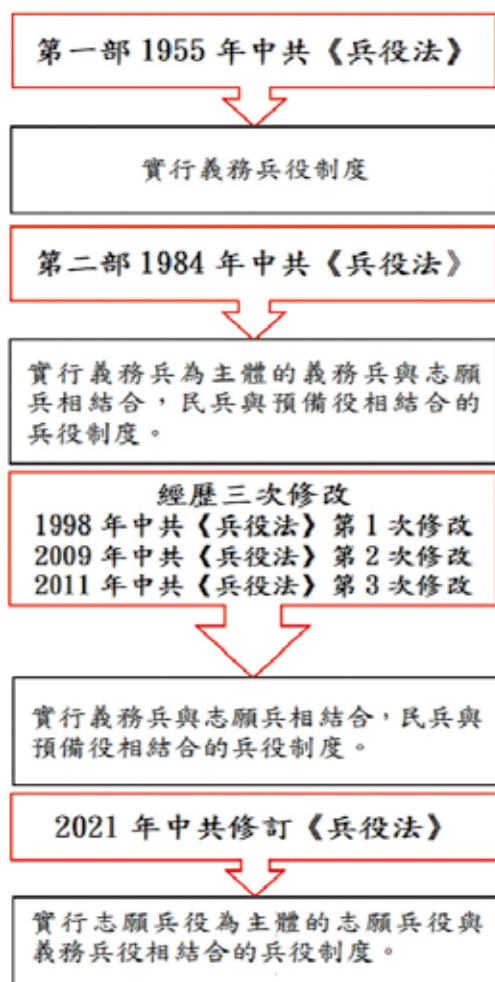 第一部 1955 年中共《兵役法》
實行義務兵役制度
第二部 1984 年中共《兵役法》
實行義務兵為主體的義務兵與志願
兵相結合，民兵與預備役相結合的
兵役制度。
經歷三次修改
1998 年中共《兵役法》第 1 次修改
2009 年中共《兵役法》第 2 次修改
2011 年中共《兵役法》第 3 次修改
實行義務兵與志願兵相結合，民兵與
預備役相結合的兵役制度。
2021 年中共修訂《兵役法》
實行志願兵役為主體的志願兵役與
義務兵役相結合的兵役制度。